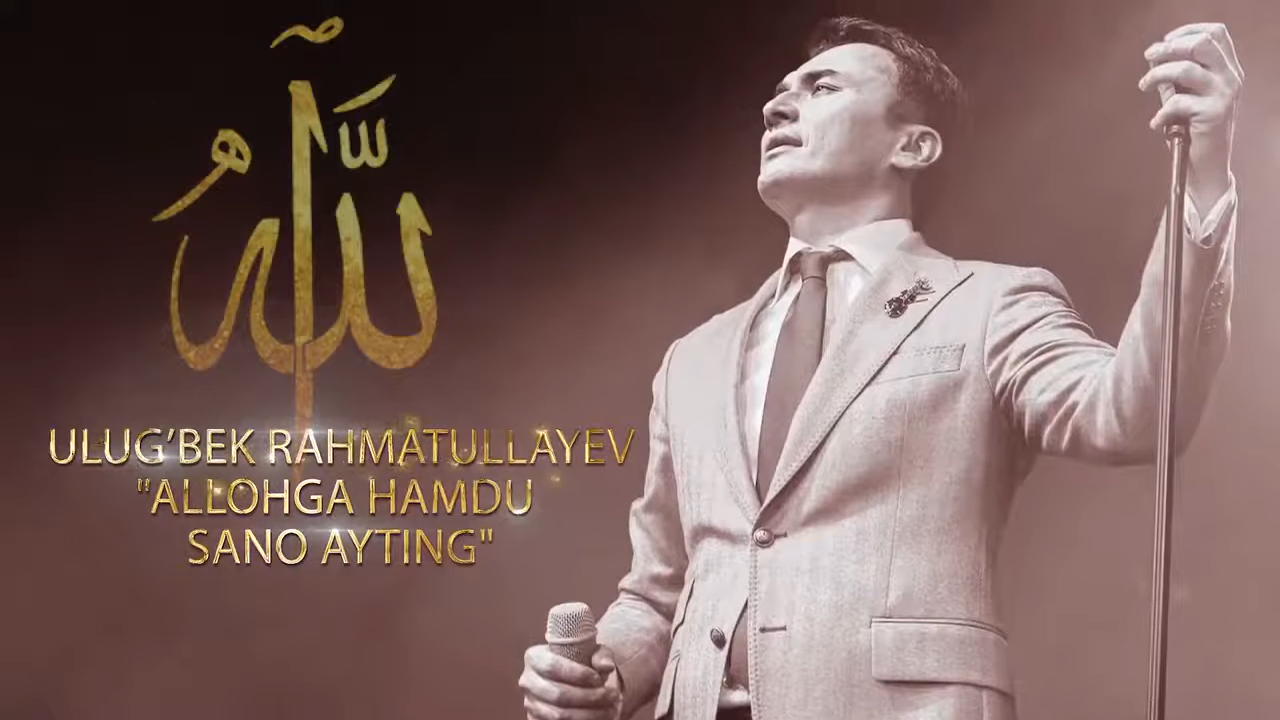 الله
ULUG’BEK RAHMATULLAYEV
"ALLOHGA HAMDU
SANO AYTING"